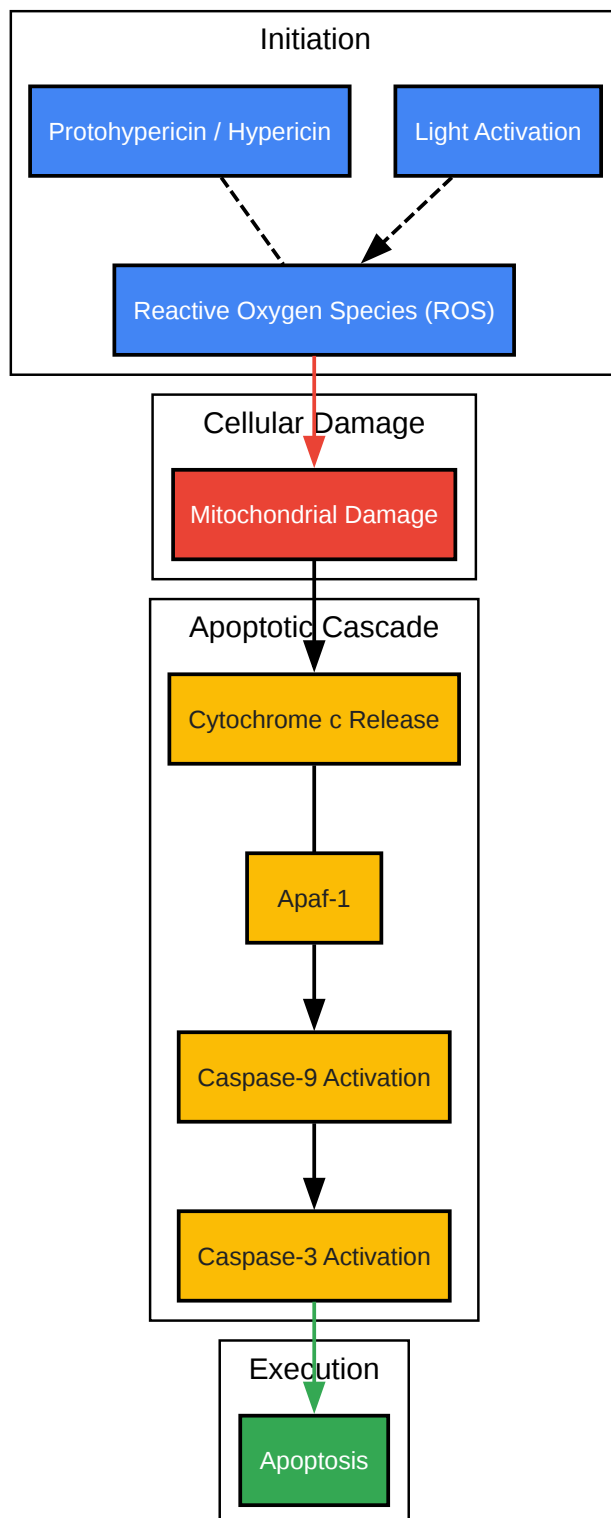 Initiation
Protohypericin / Hypericin
Light Activation
Reactive Oxygen Species (ROS)
Cellular Damage
Mitochondrial Damage
Apoptotic Cascade
Cytochrome c Release
Apaf-1
Caspase-9 Activation
Caspase-3 Activation
Execution
Apoptosis